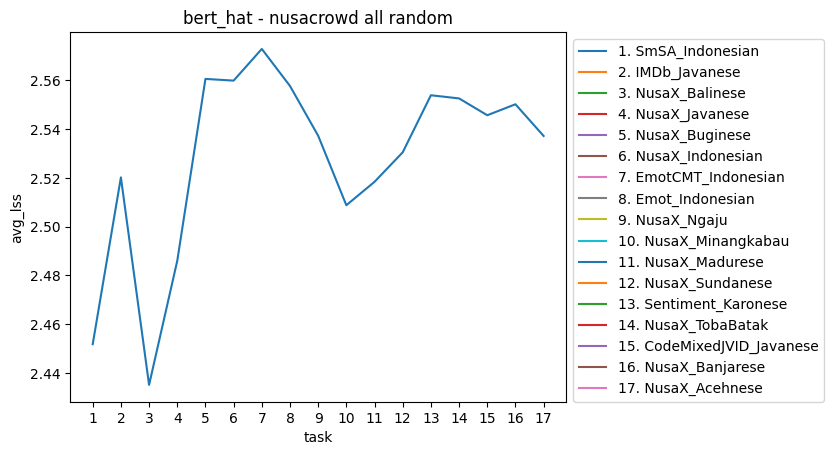 bert_hat - nusacrowd all random
avg_lss
2.56
2.54
2.52
2.50
2.48
2.46
2.44
1 2 3 4 5 6 7 8 9 10 11 12 13 14 15 16 17
task
1. SmSA_Indonesian
2. IMDb_Javanese
3. NusaX_Balinese
4. NusaX_Javanese
5. NusaX_Buginese
6. NusaX_Indonesian
7. EmotCMT_Indonesian
8. Emot_Indonesian
9. NusaX_Ngaju
10. NusaX_Minangkabau
11. NusaX_Madurese
12. NusaX_Sundanese
13. Sentiment_Karonese
14. NusaX_TobaBatak
15. CodeMixedJVID_Javanese
16. NusaX_Banjarese
17. NusaX_Acehnese